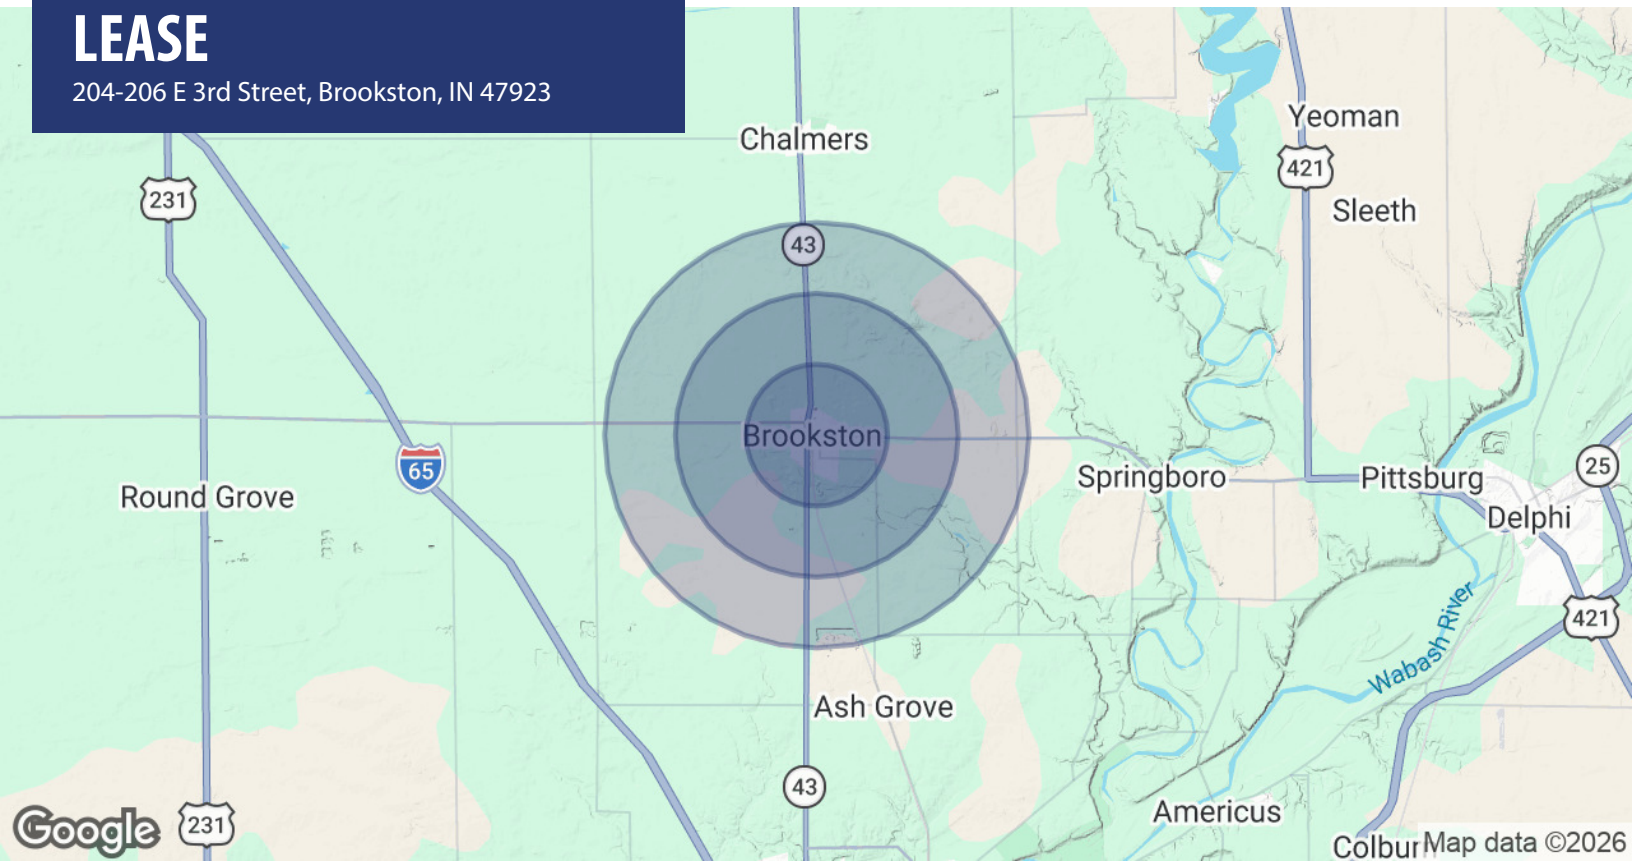 LEASE
204-206 E 3rd Street, Brookston, IN 47923
Yeoman
Chalmers
421
231
Sleeth
43
Brookston
65
25
Springboro
Pittsburg
Round Grove
Delphi
421
Wabash River
Ash Grove
43
Americus
231
Google
Colbur
Map data ©2026